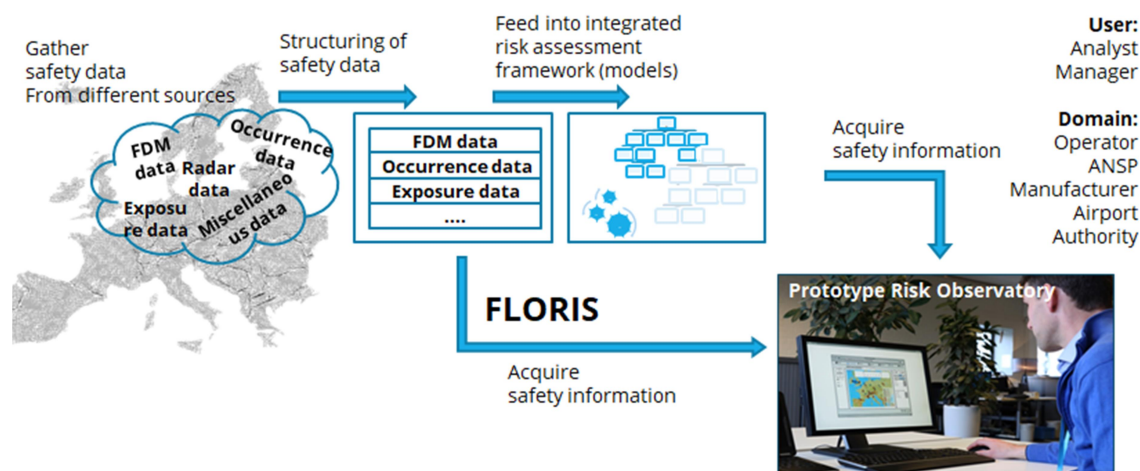 Gather
safety data
From different sources
FDM
data
Radar
data
Occurrence
data
Exposu
re data
Miscellaneo
us data
Structuring of
safety data
FDM data
Occurrence data
Exposure data
....
Feed into integrated
risk assessment
framework (models)
Acquire
safety information
User:
Analyst
Manager
Domain:
Operator
ANSP
Manufacturer
Airport
Authority
FLORIS
Acquire
safety information
Prototype Risk Observatory